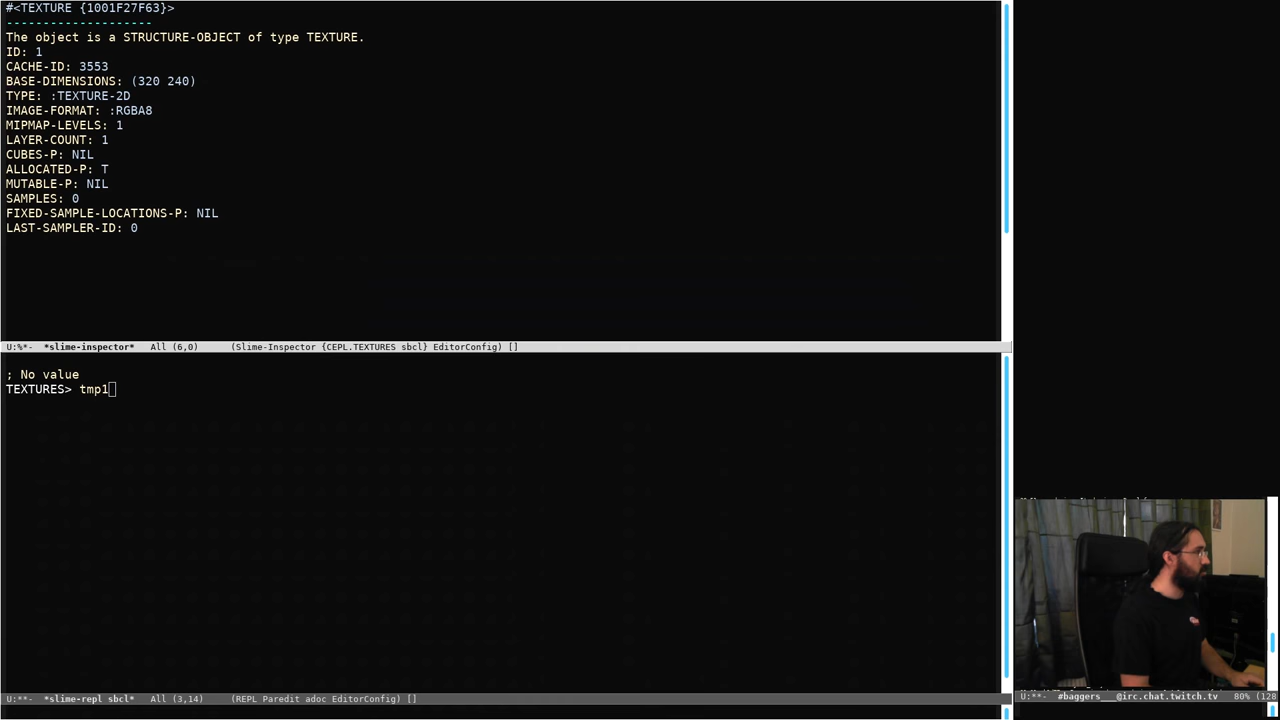 #<TEXTURE {1001F27F63}>
--------------------
The object is a STRUCTURE-OBJECT of type TEXTURE.
ID: 1
CACHE-ID: 3553
BASE-DIMENSIONS: (320 240)
TYPE: :TEXTURE-2D
IMAGE-FORMAT: :RGBA8
MIPMAP-LEVELS: 1
LAYER-COUNT: 1
CUBES-P: NIL
ALLOCATED-P: T
MUTABLE-P: NIL
SAMPLES: 0
FIXED-SAMPLE-LOCATIONS-P: NIL
LAST-SAMPLER-ID: 0
U:%*- *slime-inspector* All (6,0) (Slime-Inspector {CEPL.TEXTURES sbcl} EditorConfig) []
; No value
TEXTURES> tmp1
U:**- *slime-repl sbcl* All (3,14) (REPL Paredit adoc EditorConfig) []
U:**- #baggers___@irc.chat.twitch.tv 80% (128